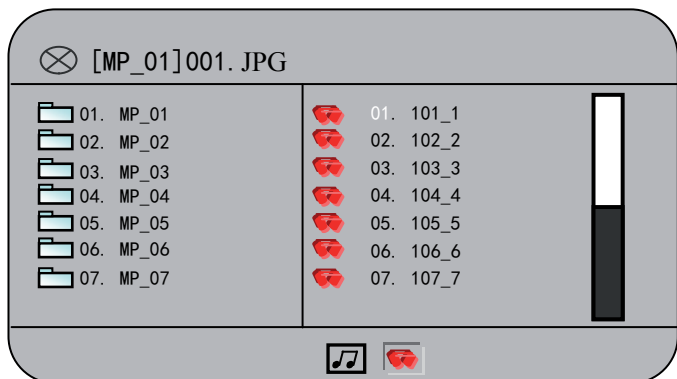 [MP_01]001.JPG
01. MP_01
02. MP_02
03. MP_03
04. MP_04
05. MP_05
06. MP_06
07. MP_07
01. 101_1
02. 102_2
03. 103_3
04. 104_4
05. 105_5
06. 106_6
07. 107_7